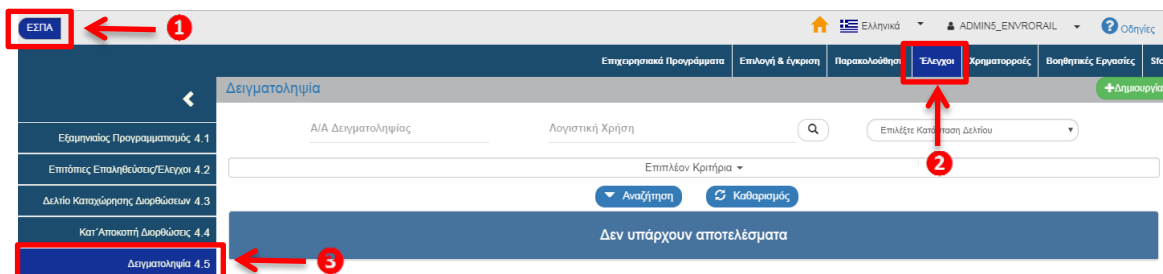 ΕΣΠΑ 1 Ελληνικά ADMIN5_ENVRORAIL Οδηγίες
Επιχειρησιακά Προγράμματα Επιλογή & έγκριση Παρακολούθηση Έλεγχοι Χρηματορροές Βοηθητικές Εργασίες Sfc
Δειγματοληψία +Δημιουργία
Εξαμηνιαίος Προγραμματισμός 4.1 Α/Α Δειγματοληψίας Λογιστική Χρήση Επιλέξτε Κατάσταση Δελτίου
Επιτόπιες Επαληθεύσεις/Έλεγχοι 4.2 Επιπλέον Κριτήρια 2
Δελτίο Καταχώρησης Διορθώσεων 4.3 Αναζήτηση Καθαρισμός
Κατ΄Αποκοπή Διορθώσεις 4.4 Δεν υπάρχουν αποτελέσματα
Δειγματοληψία 4.5 3